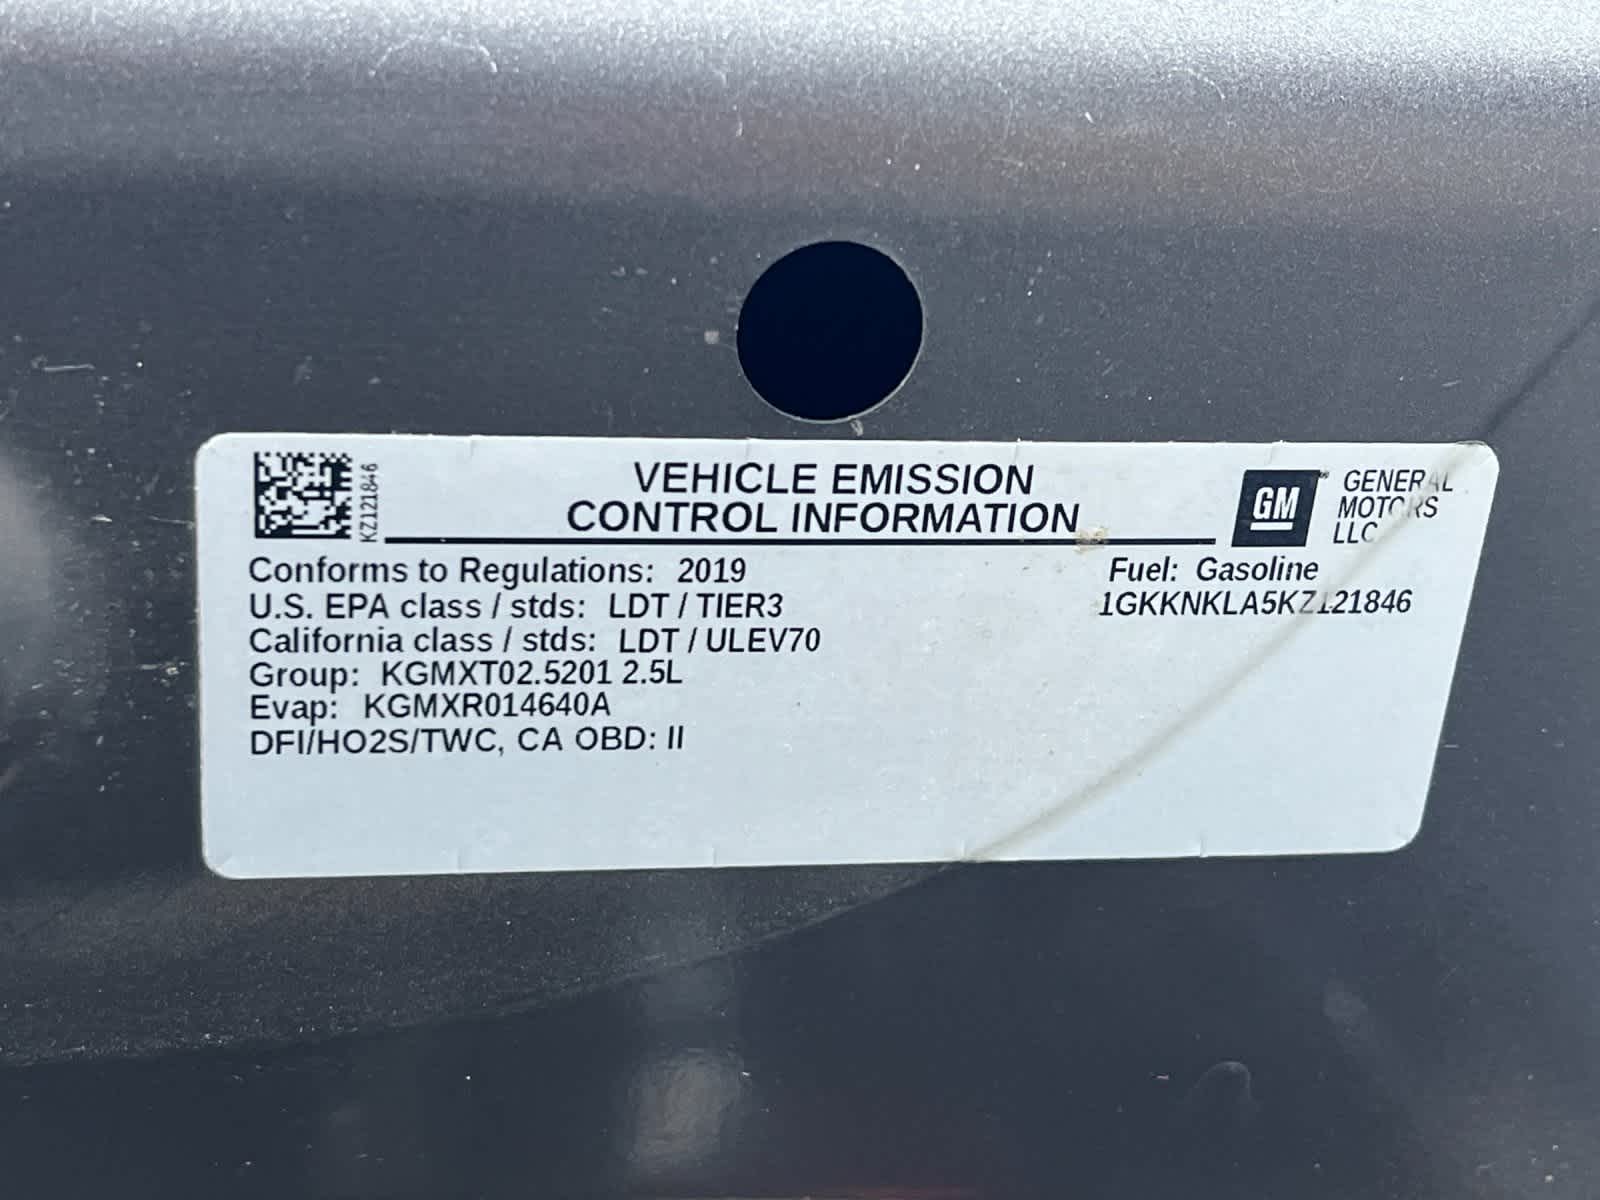 KZ121846
VEHICLE EMISSION
CONTROL INFORMATION
GM
GENERAL
MOTORS
LLC
Conforms to Regulations: 2019
U.S. EPA class / stds: LDT / TIER3
California class / stds: LDT / ULEV70
Group: KGMXT02.5201 2.5L
Evap: KGMXR014640A
DFI/HO2S/TWC, CA OBD: II
Fuel: Gasoline
1GKKNKLA5KZ121846